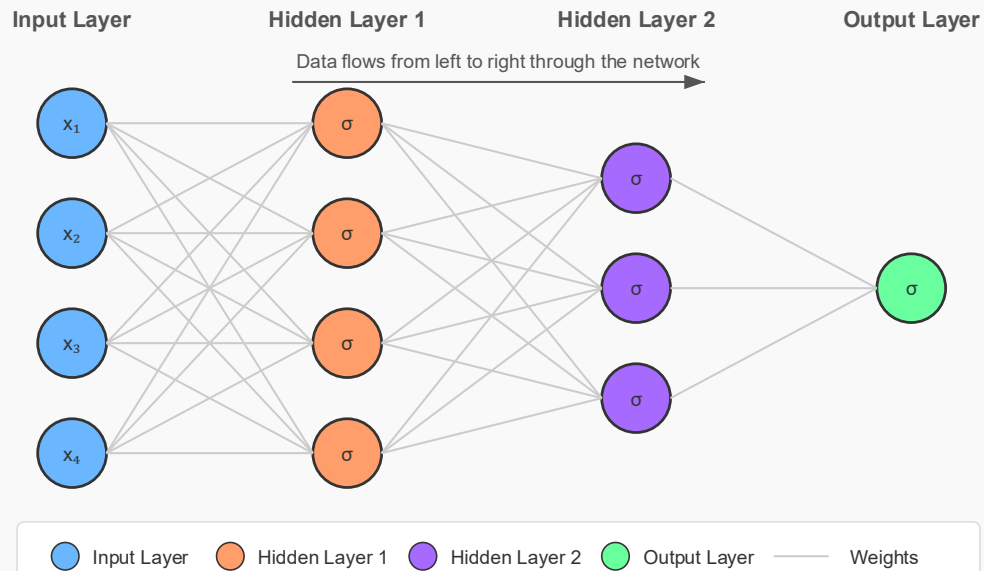 Input Layer Hidden Layer 1 Hidden Layer 2 Output Layer
Data flows from left to right through the network
x₁ σ
σ
x₂ σ
σ σ
x₃ σ
σ
x₄ σ
Input Layer Hidden Layer 1 Hidden Layer 2 Output Layer Weights